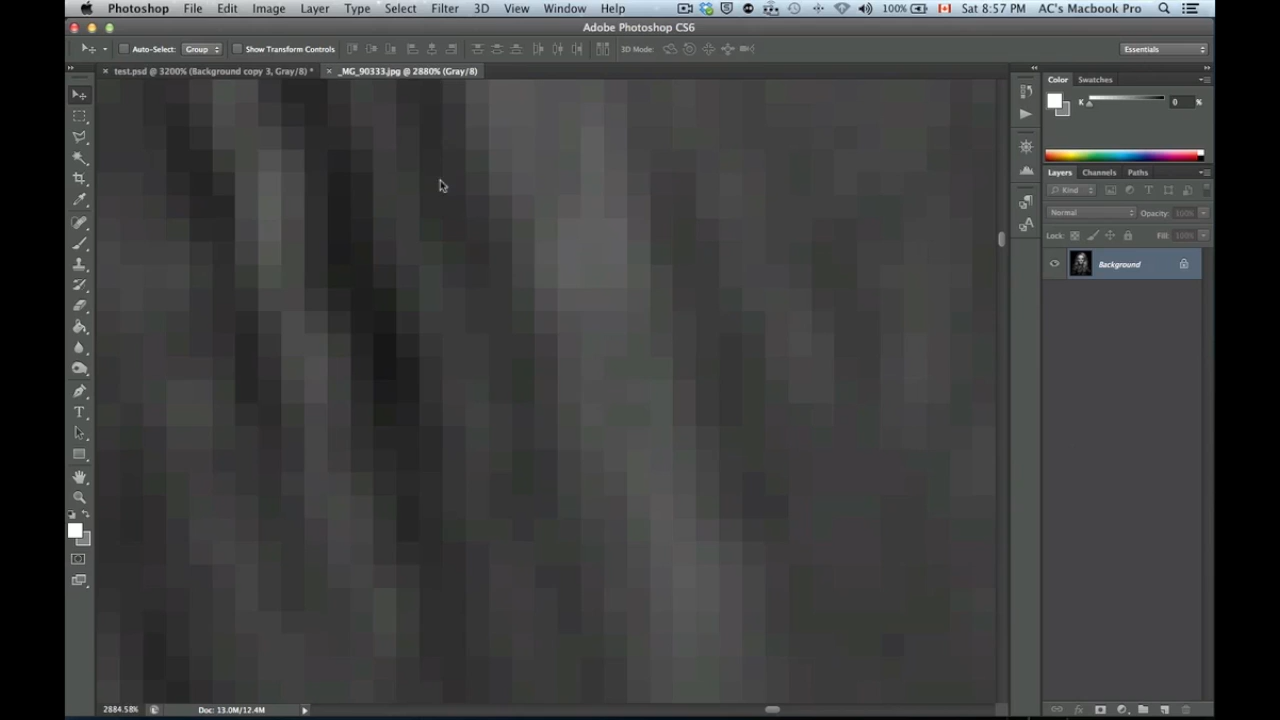 Photoshop File Edit Image Layer Type Select Filter 3D View Window Help 100% Sat 8:57 PM AC's Macbook Pro
Adobe Photoshop CS6
Auto-Select: Group Show Transform Controls 3D Mode: Essentials
× test.psd @ 3200% (Background copy 3, Gray/8) * × _MG_90333.jpg @ 2880% (Gray/8)
Color Swatches
K 0 %
Layers Channels Paths
Kind
Normal Opacity: 100%
Lock: Fill: 100%
Background
2884.58% Doc: 13.0M/12.4M